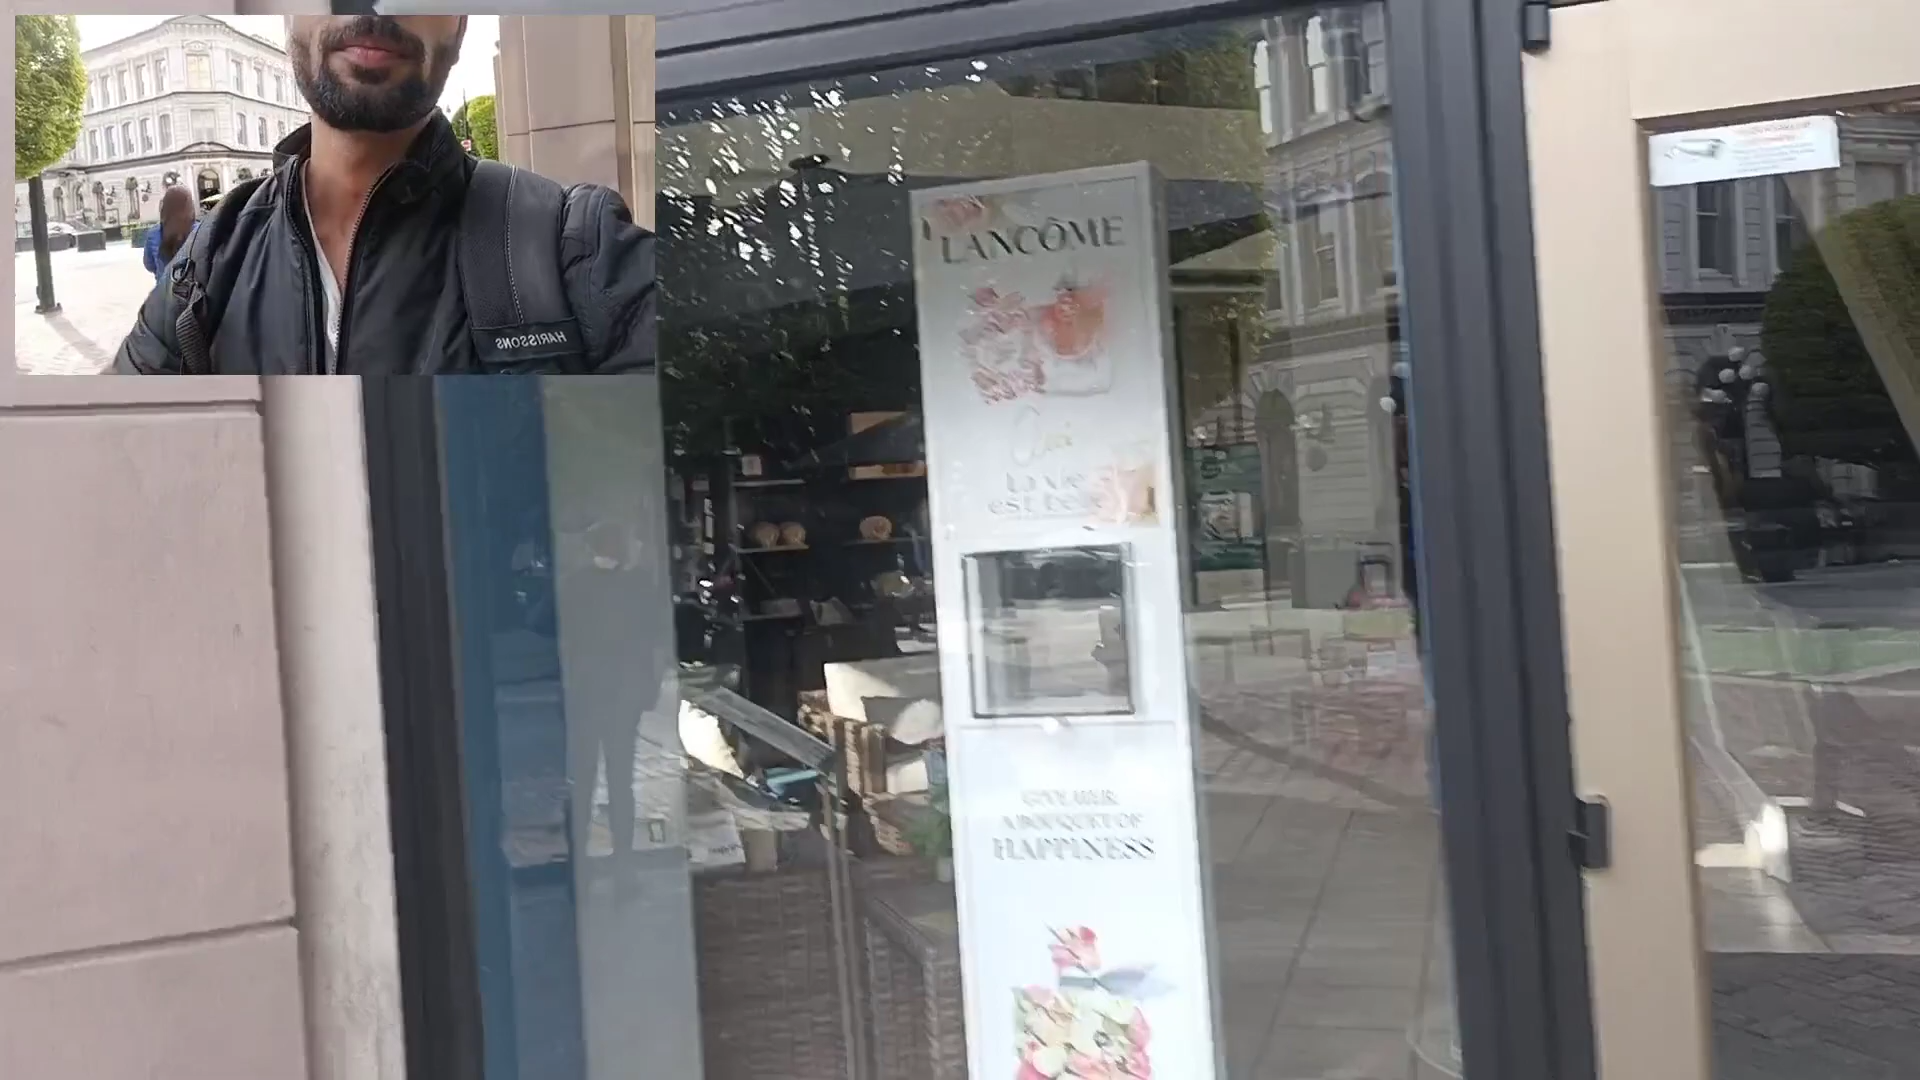 HARISSONS
LANCÔME
Oui
La vie
est belle
GIVE HER
A BOUQUET OF
HAPPINESS